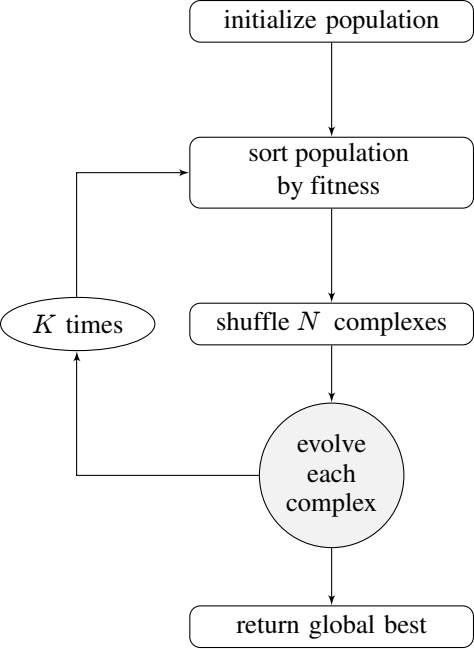 initialize population
sort population
by fitness
K times
shuffle N complexes
evolve
each
complex
return global best